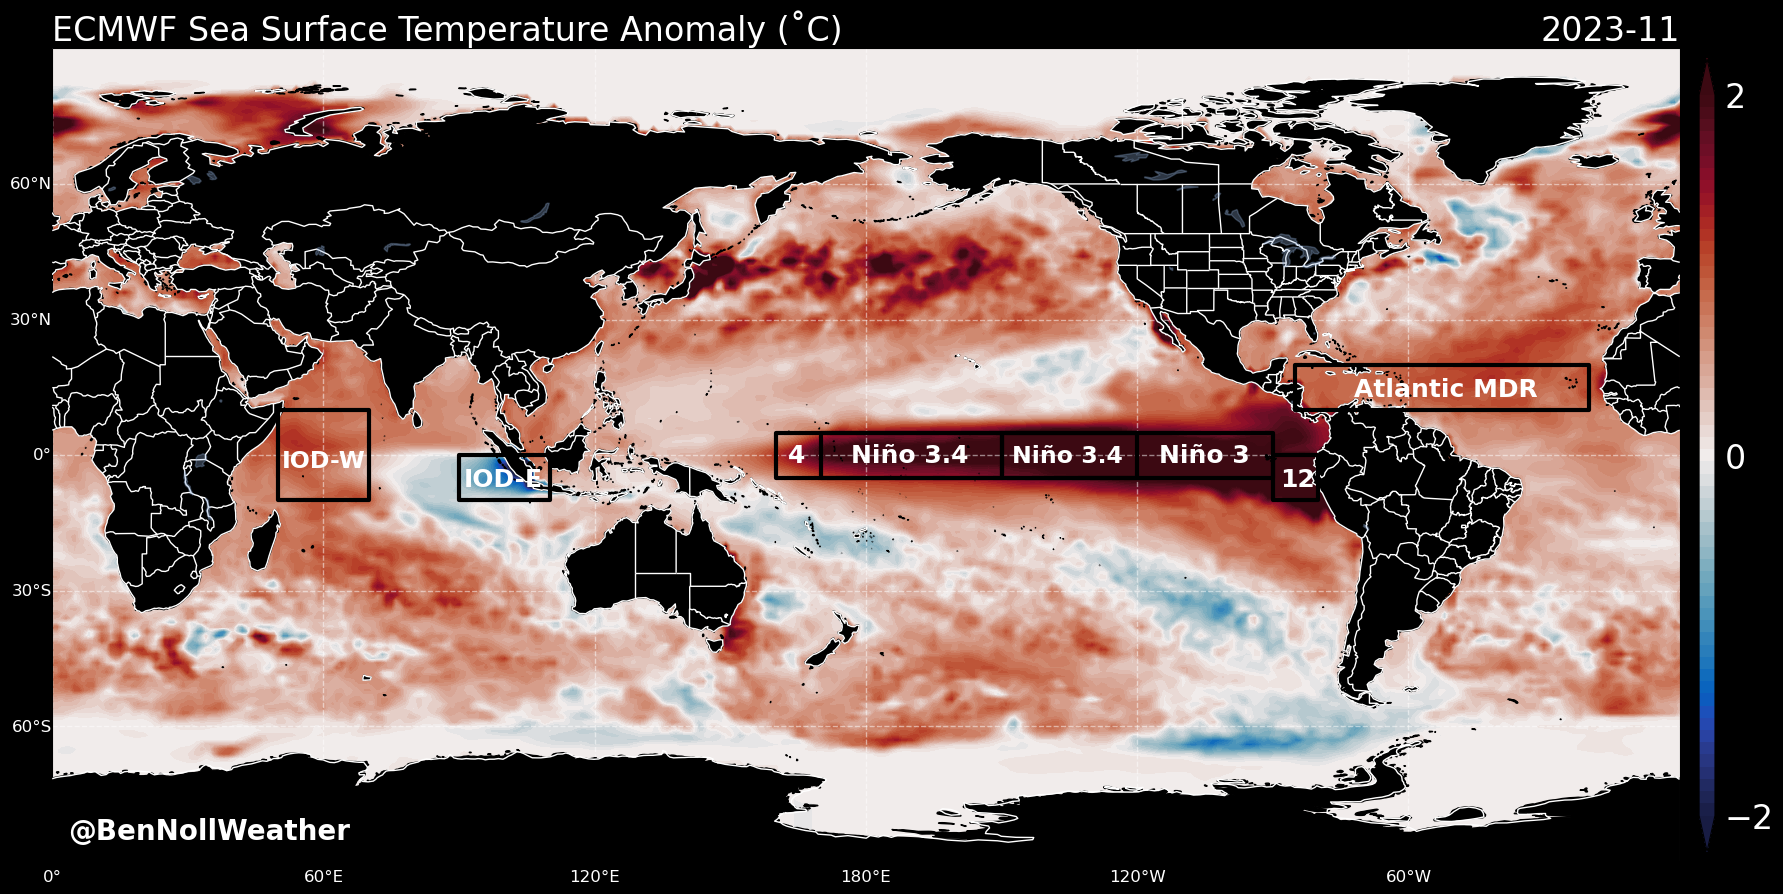 ECMWF Sea Surface Temperature Anomaly (˚C)
2023-11
2
0
−2
60°N
30°N
0°
30°S
60°S
IOD-W
IOD-E
4
Niño 3.4
Niño 3.4
Niño 3
12
Atlantic MDR
@BenNollWeather
0°
60°E
120°E
180°E
120°W
60°W